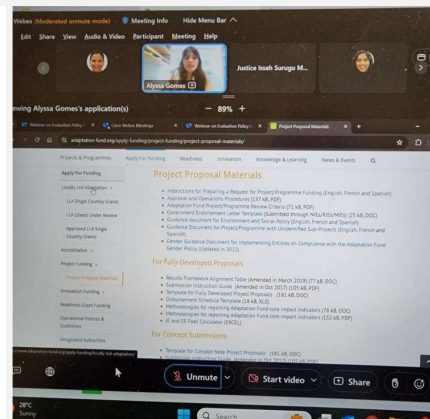 Webex (Moderated unmute mode) Meeting Info Hide Menu Bar
Edit Share View Audio & Video Participant Meeting Help
Alyssa Gomes
Justice Issah Surugu M...
ewing Alyssa Gomes's application(s) − 89% +
Webinar on Evaluation Policy Cisco Webex Meetings Webinar on Evaluation Policy Project Proposal Materials
adaptation-fund.org/apply-funding/project-funding/project-proposal-materials/
Projects & Programmes Apply For Funding Readiness Innovation Knowledge & Learning News & Events
Apply For Funding
Locally Led Adaptation
LLA Single Country Grants
LLA Grants Under Review
Approved LLA Single
Country Grants
Accreditation
Project Funding
Project Proposal Materials
Innovation Funding
Readiness Grant Funding
Operational Policies &
Guidelines
Designated Authorities
Project Proposal Materials
Instructions for Preparing a Request for Project/Programme Funding (English, French and Spanish)
Approval and Operations Procedures (137 kB, PDF)
Adaptation Fund Project/Programme Review Criteria (71 kB, PDF)
Government Endorsement Letter Template (Submitted through NIEs/RIEs/MIEs) (25 kB, DOC)
Guidance Document for Environment and Social Policy (English, French and Spanish)
Guidance Document for Project/Programme with Unidentified Sub-Projects (English, French and
Spanish)
Gender Guidance Document for Implementing Entities on Compliance with the Adaptation Fund
Gender Policy (Updated in 2022)
For Fully Developed Proposals
Results Framework Alignment Table (Amended in March 2019) (77 kB, DOC)
Submission Instruction Guide (Amended in Oct 2017) (105 kB, PDF)
Template for Fully Developed Project Proposals (181 kB, DOC)
Disbursement Schedule Template (18 kB, XLS)
Methodologies for reporting Adaptation Fund core impact indicators (78 kB, DOC)
Methodologies for reporting Adaptation Fund core impact indicators (152 kB, PDF)
IE and EE Fees Calculator (EXCEL)
For Concept Submissions
Template for Concept Note Project Proposals (181 kB, DOC)
Submission Instruction Guide (Amended in Oct 2017) (105 kB, PDF)
Unmute Start video Share
28°C
Sunny
Search